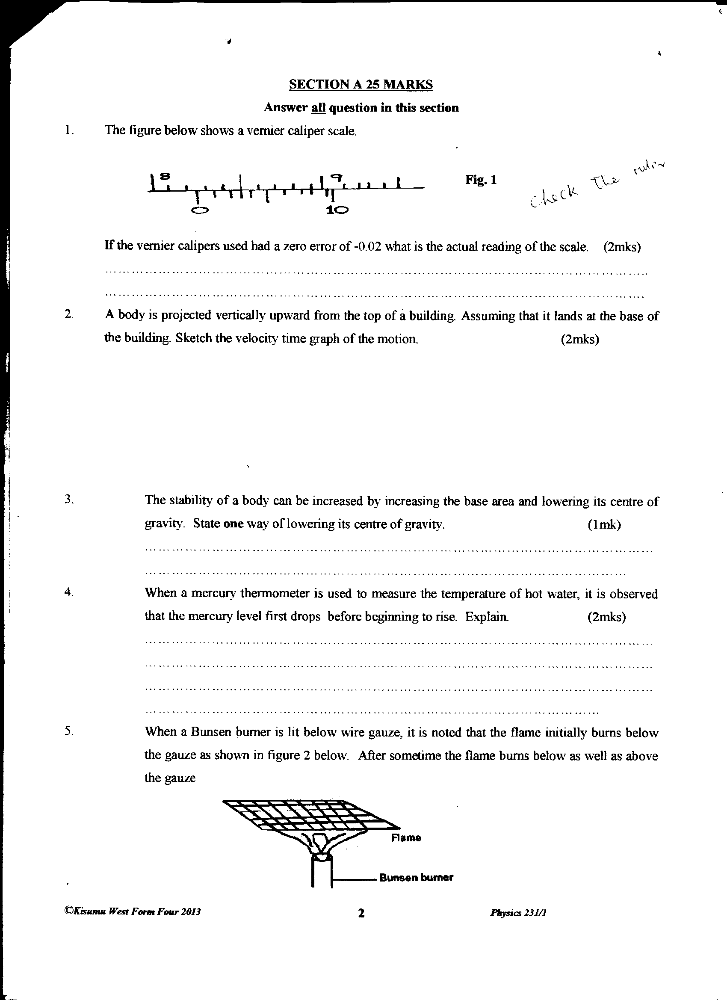 SECTION A 25 MARKS
Answer all question in this section
1. The figure below shows a vernier caliper scale.
8 9
Fig. 1
check The ruler
0 10
If the vernier calipers used had a zero error of -0.02 what is the actual reading of the scale. (2mks)
2. A body is projected vertically upward from the top of a building. Assuming that it lands at the base of
the building. Sketch the velocity time graph of the motion. (2mks)
3. The stability of a body can be increased by increasing the base area and lowering its centre of
gravity. State one way of lowering its centre of gravity. (1mk)
4. When a mercury thermometer is used to measure the temperature of hot water, it is observed
that the mercury level first drops before beginning to rise. Explain. (2mks)
5. When a Bunsen burner is lit below wire gauze, it is noted that the flame initially burns below
the gauze as shown in figure 2 below. After sometime the flame burns below as well as above
the gauze
Flame
Bunsen burner
©Kisumu West Form Four 2013 2 Physics 231/1